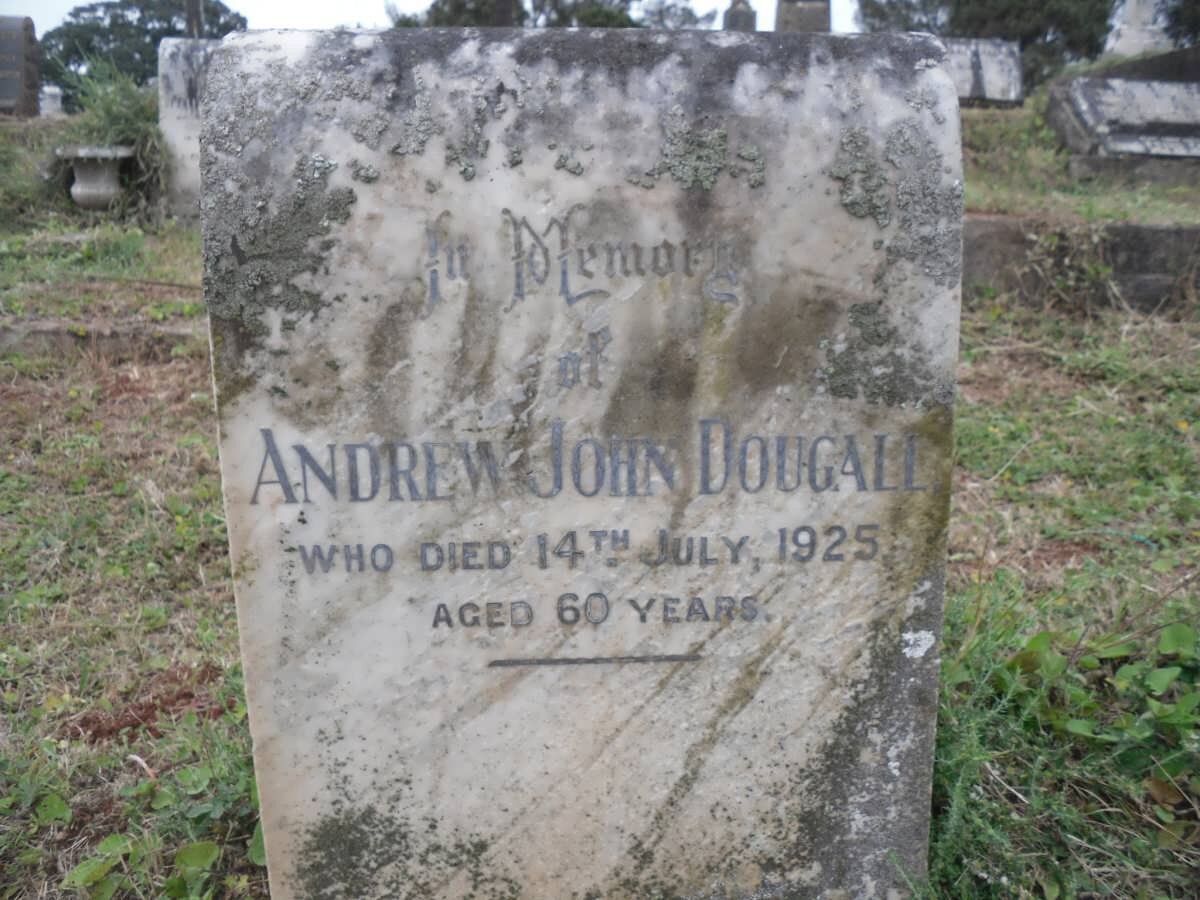 In Memory
of
ANDREW JOHN DOUGALL,
WHO DIED 14TH JULY, 1925.
AGED 60 YEARS.